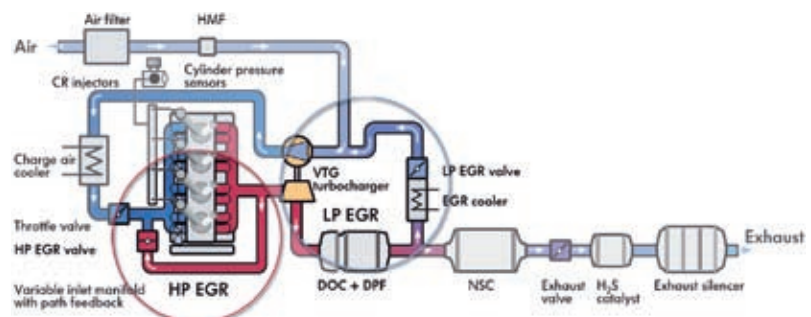 Air filter
HMF
Air
CR injectors
Cylinder pressure
sensors
Charge air
cooler
VTG
turbocharger
LP EGR valve
EGR cooler
LP EGR
Throttle valve
HP EGR valve
Exhaust
Variable inlet manifold
with path feedback
HP EGR
DOC + DPF
NSC
Exhaust
valve
H₂S
catalyst
Exhaust silencer